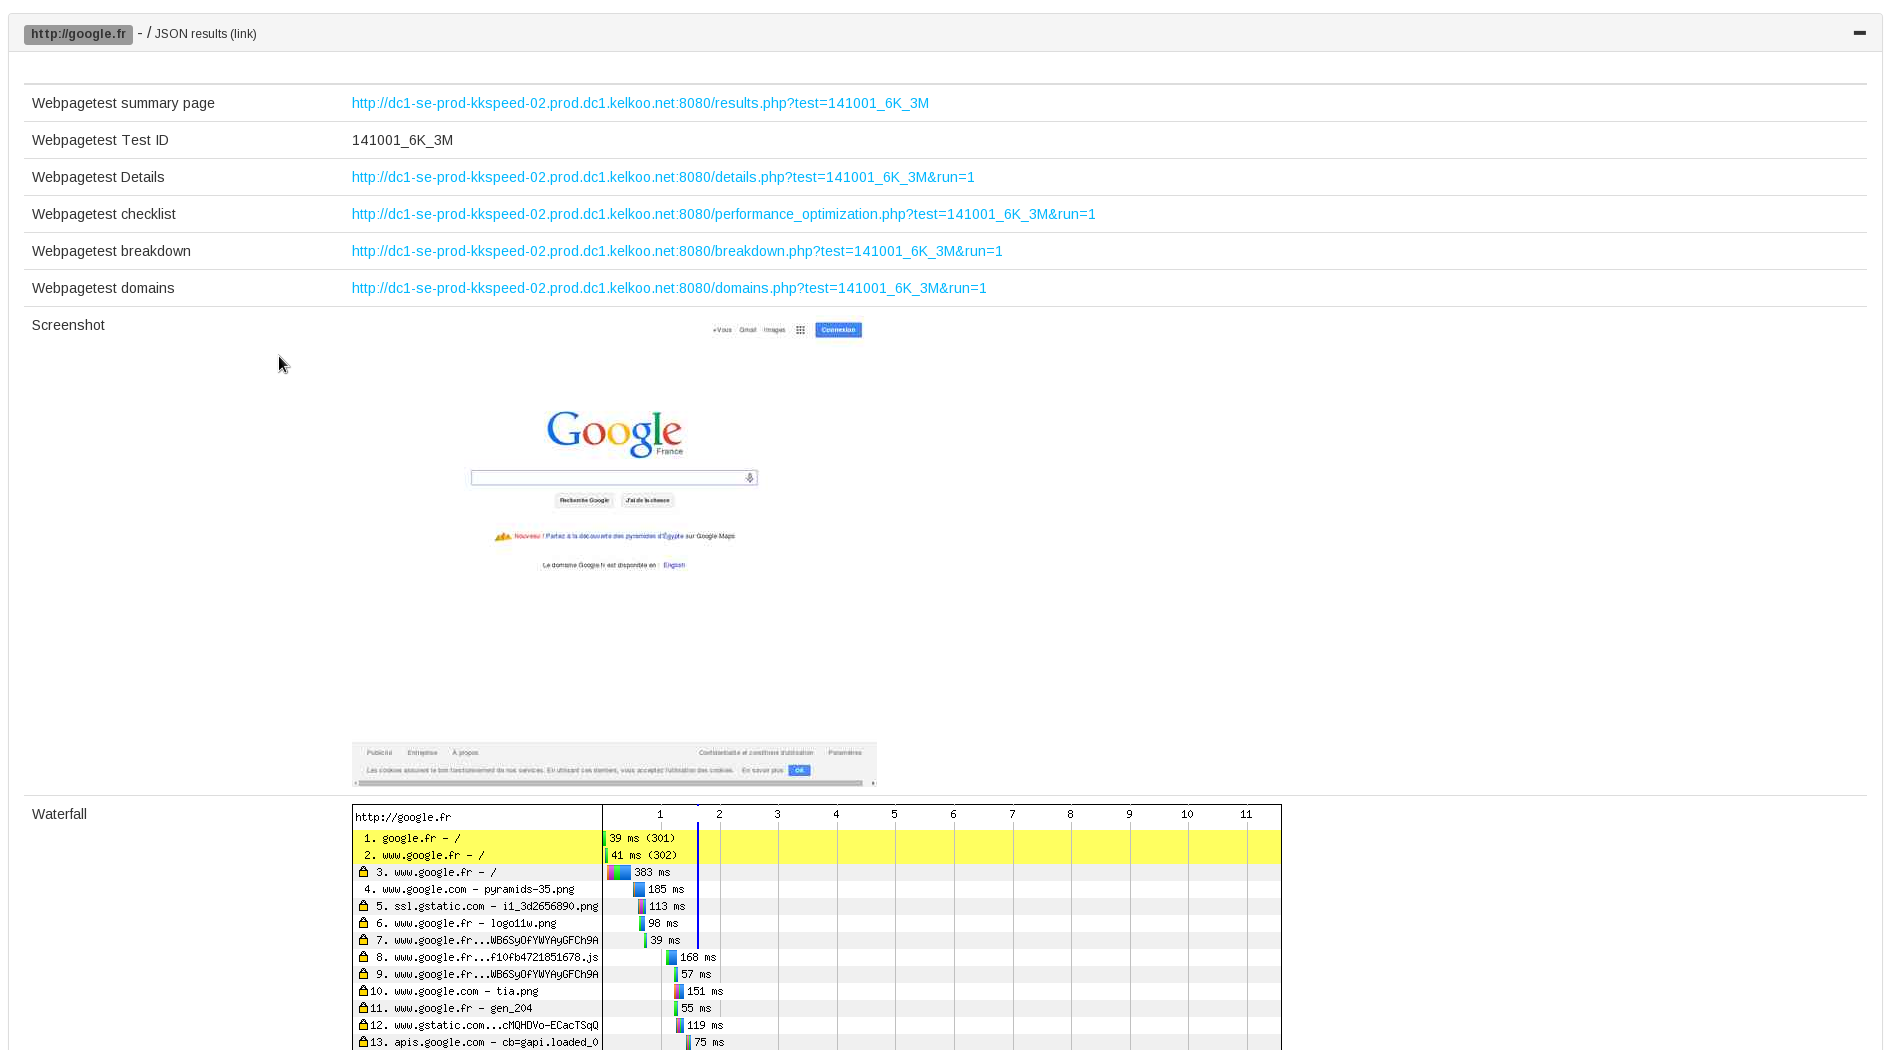 http://google.fr - / JSON results (link)
Webpagetest summary page http://dc1-se-prod-kkspeed-02.prod.dc1.kelkoo.net:8080/results.php?test=141001_6K_3M
Webpagetest Test ID 141001_6K_3M
Webpagetest Details http://dc1-se-prod-kkspeed-02.prod.dc1.kelkoo.net:8080/details.php?test=141001_6K_3M&run=1
Webpagetest checklist http://dc1-se-prod-kkspeed-02.prod.dc1.kelkoo.net:8080/performance_optimization.php?test=141001_6K_3M&run=1
Webpagetest breakdown http://dc1-se-prod-kkspeed-02.prod.dc1.kelkoo.net:8080/breakdown.php?test=141001_6K_3M&run=1
Webpagetest domains http://dc1-se-prod-kkspeed-02.prod.dc1.kelkoo.net:8080/domains.php?test=141001_6K_3M&run=1
Screenshot
+Vous Gmail Images Connexion
Google
France
Recherche Google J'ai de la chance
Nouveau ! Partez à la découverte des pyramides d'Égypte sur Google Maps
Le domaine Google.fr est disponible en : English
Publicité Entreprise À propos Confidentialité et conditions d'utilisation Paramètres
Les cookies assurent le bon fonctionnement de nos services. En utilisant ces derniers, vous acceptez l'utilisation des cookies. En savoir plus OK
Waterfall
http://google.fr 1 2 3 4 5 6 7 8 9 10 11
1. google.fr - / 39 ms (301)
2. www.google.fr - / 41 ms (302)
3. www.google.fr - / 383 ms
4. www.google.com - pyramids-35.png 185 ms
5. ssl.gstatic.com - i1_3d265689​0.png 113 ms
6. www.google.fr - logo11w.png 98 ms
7. www.google.fr...WB6SyOfYWYAyGFCh9A 39 ms
8. www.google.fr...f10fb4721851678.js 168 ms
9. www.google.fr...WB6SyOfYWYAyGFCh9A 57 ms
10. www.google.com - tia.png 151 ms
11. www.google.fr - gen_204 55 ms
12. www.gstatic.com...cMQHDVo-ECacTSqQ 119 ms
13. apis.google.com - cb=gapi.loaded_0 75 ms